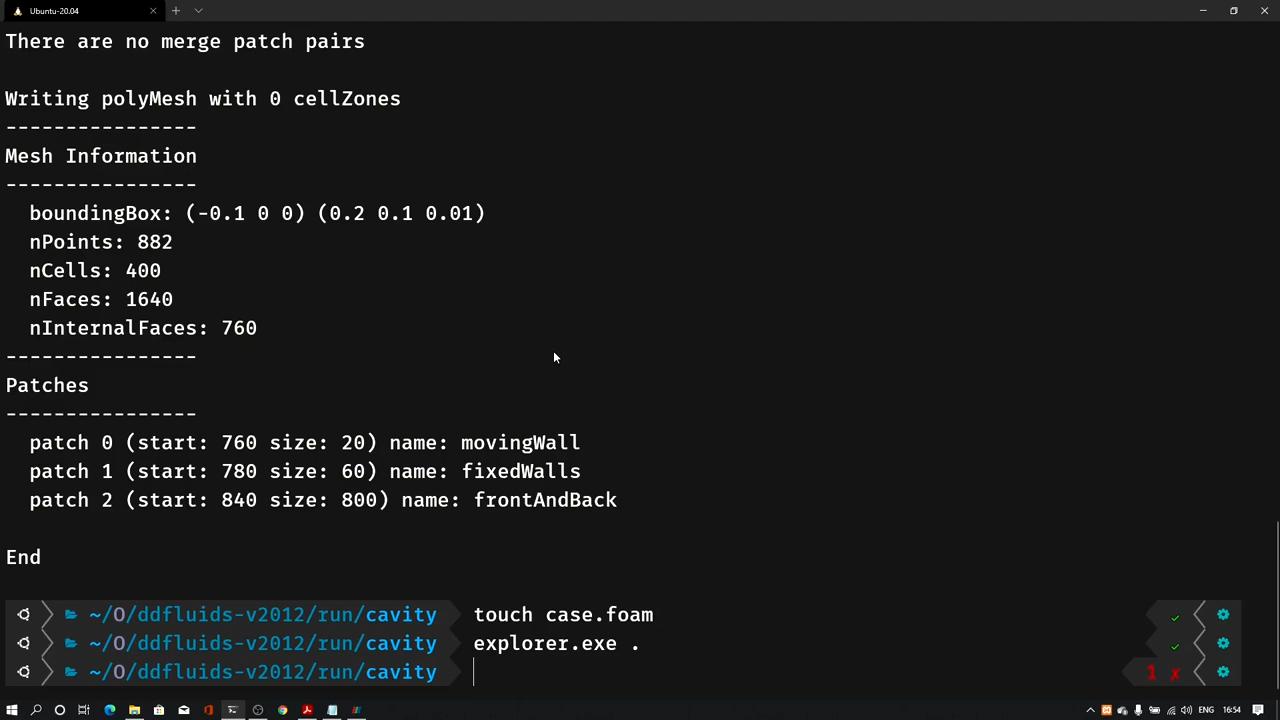 Ubuntu-20.04
There are no merge patch pairs
Writing polyMesh with 0 cellZones
----------------
Mesh Information
----------------
boundingBox: (-0.1 0 0) (0.2 0.1 0.01)
nPoints: 882
nCells: 400
nFaces: 1640
nInternalFaces: 760
----------------
Patches
----------------
patch 0 (start: 760 size: 20) name: movingWall
patch 1 (start: 780 size: 60) name: fixedWalls
patch 2 (start: 840 size: 800) name: frontAndBack
End
~/O/ddfluids-v2012/run/cavity touch case.foam
~/O/ddfluids-v2012/run/cavity explorer.exe .
~/O/ddfluids-v2012/run/cavity 1 x
ENG 16:54